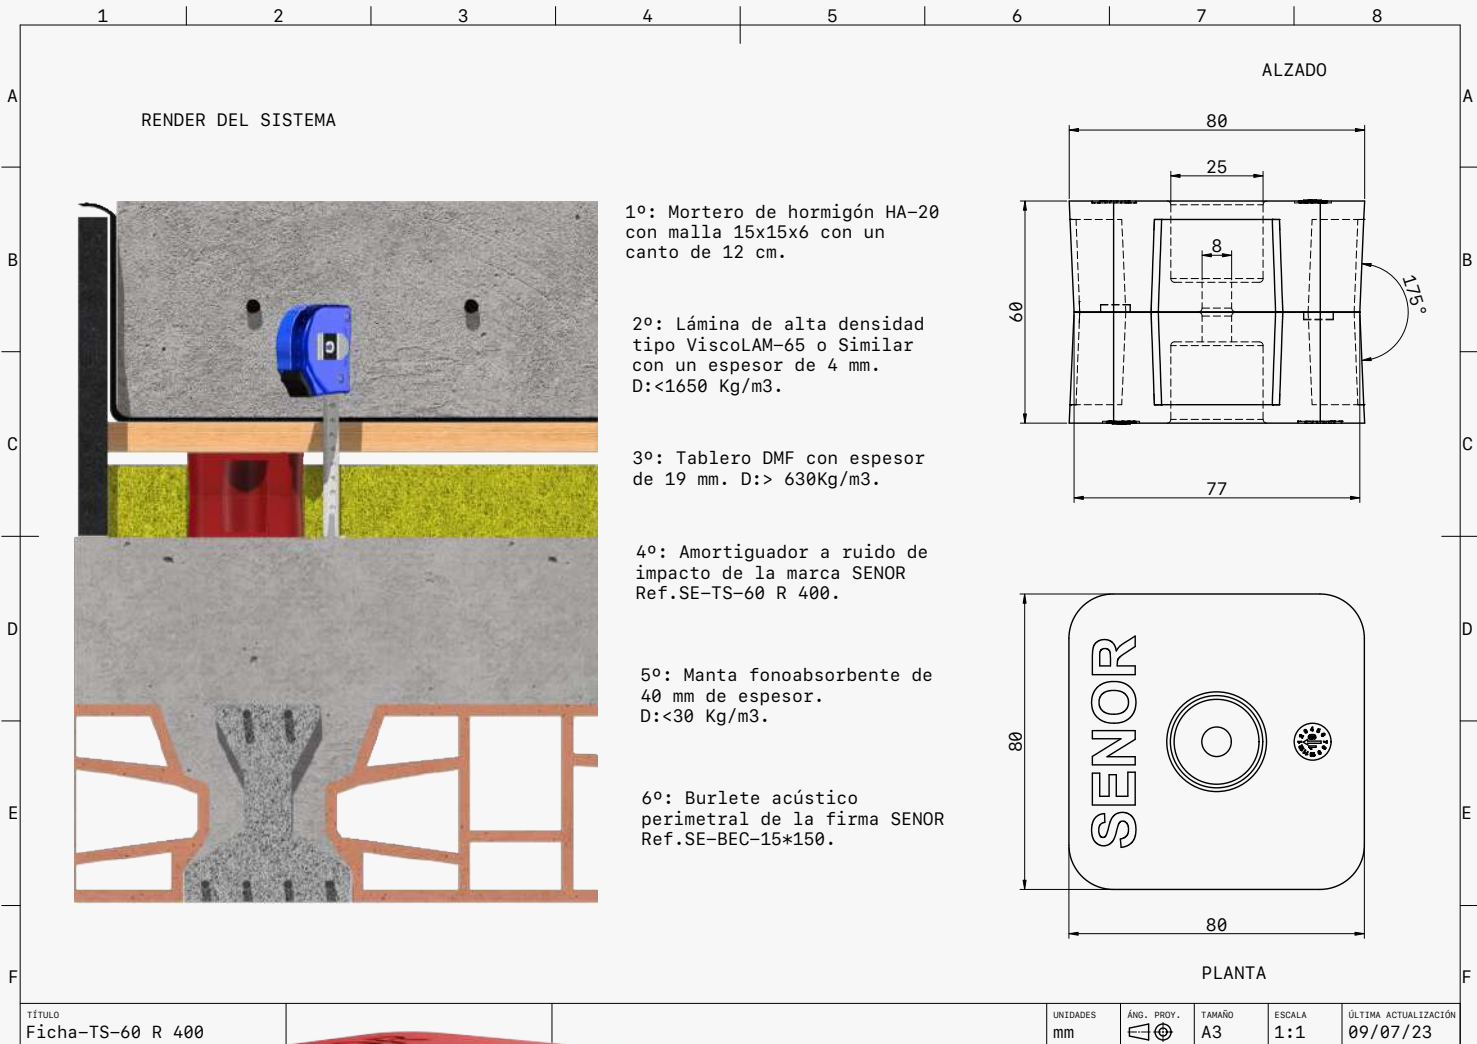 1 2 3 4 5 6 7 8
ALZADO
A A
RENDER DEL SISTEMA
80
25
1º: Mortero de hormigón HA-20
con malla 15x15x6 con un
canto de 12 cm.
B B
8
175°
60
2º: Lámina de alta densidad
tipo ViscoLAM-65 o Similar
con un espesor de 4 mm.
D:<1650 Kg/m3.
C C
3º: Tablero DMF con espesor
de 19 mm. D:> 630Kg/m3.
77
4º: Amortiguador a ruido de
impacto de la marca SENOR
Ref.SE-TS-60 R 400.
D D
5º: Manta fonoabsorbente de
40 mm de espesor.
D:<30 Kg/m3.
80
SENOR
6º: Burlete acústico
perimetral de la firma SENOR
Ref.SE-BEC-15*150.
E E
80
PLANTA
F F
TÍTULO
Ficha-TS-60 R 400
UNIDADES
mm
ÁNG. PROY.
TAMAÑO
A3
ESCALA
1:1
ÚLTIMA ACTUALIZACIÓN
09/07/23